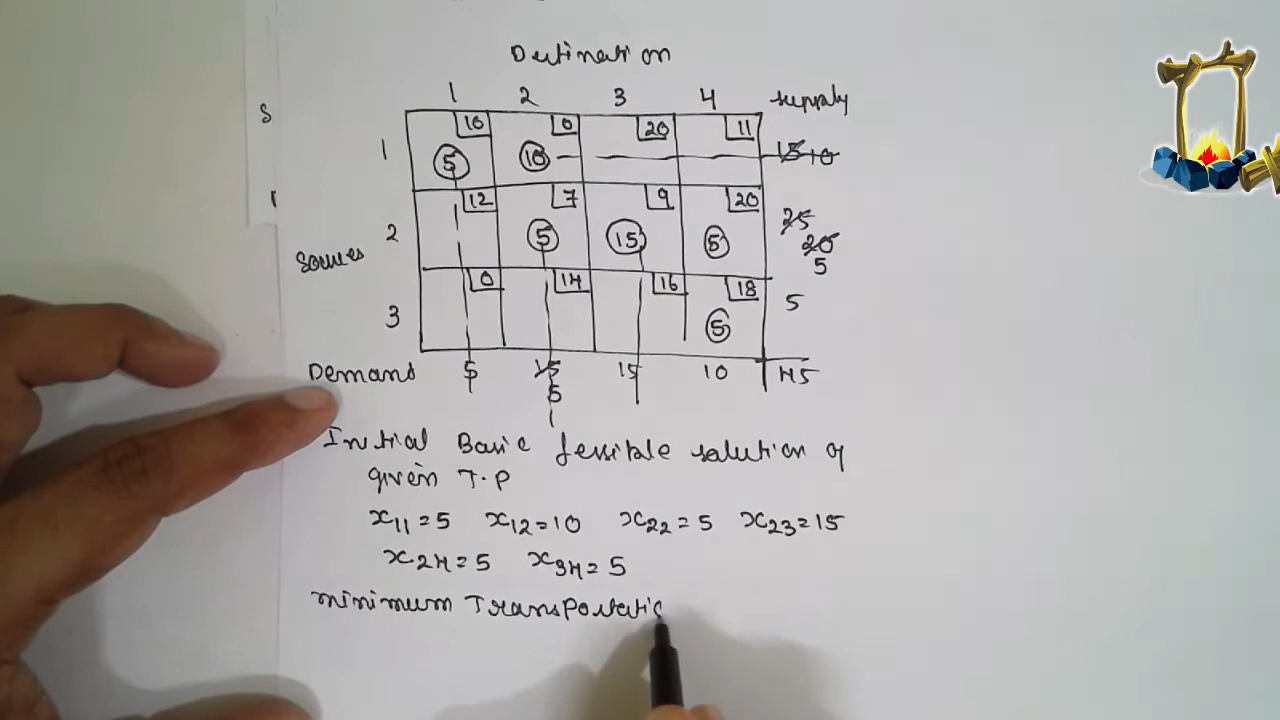 Destination
1 2 3 4 supply
1 10 0 20 11
5 10 15 10
12 7 9 20 25
2 5 15 5 20
5
Sources
0 14 16 18 5
3 5
Demand 5 15 15 10 45
5
Initial Basic fessible solution of
given T.P
x11=5 x12=10 x22=5 x23=15
x24=5 x34=5
minimum Transportatio